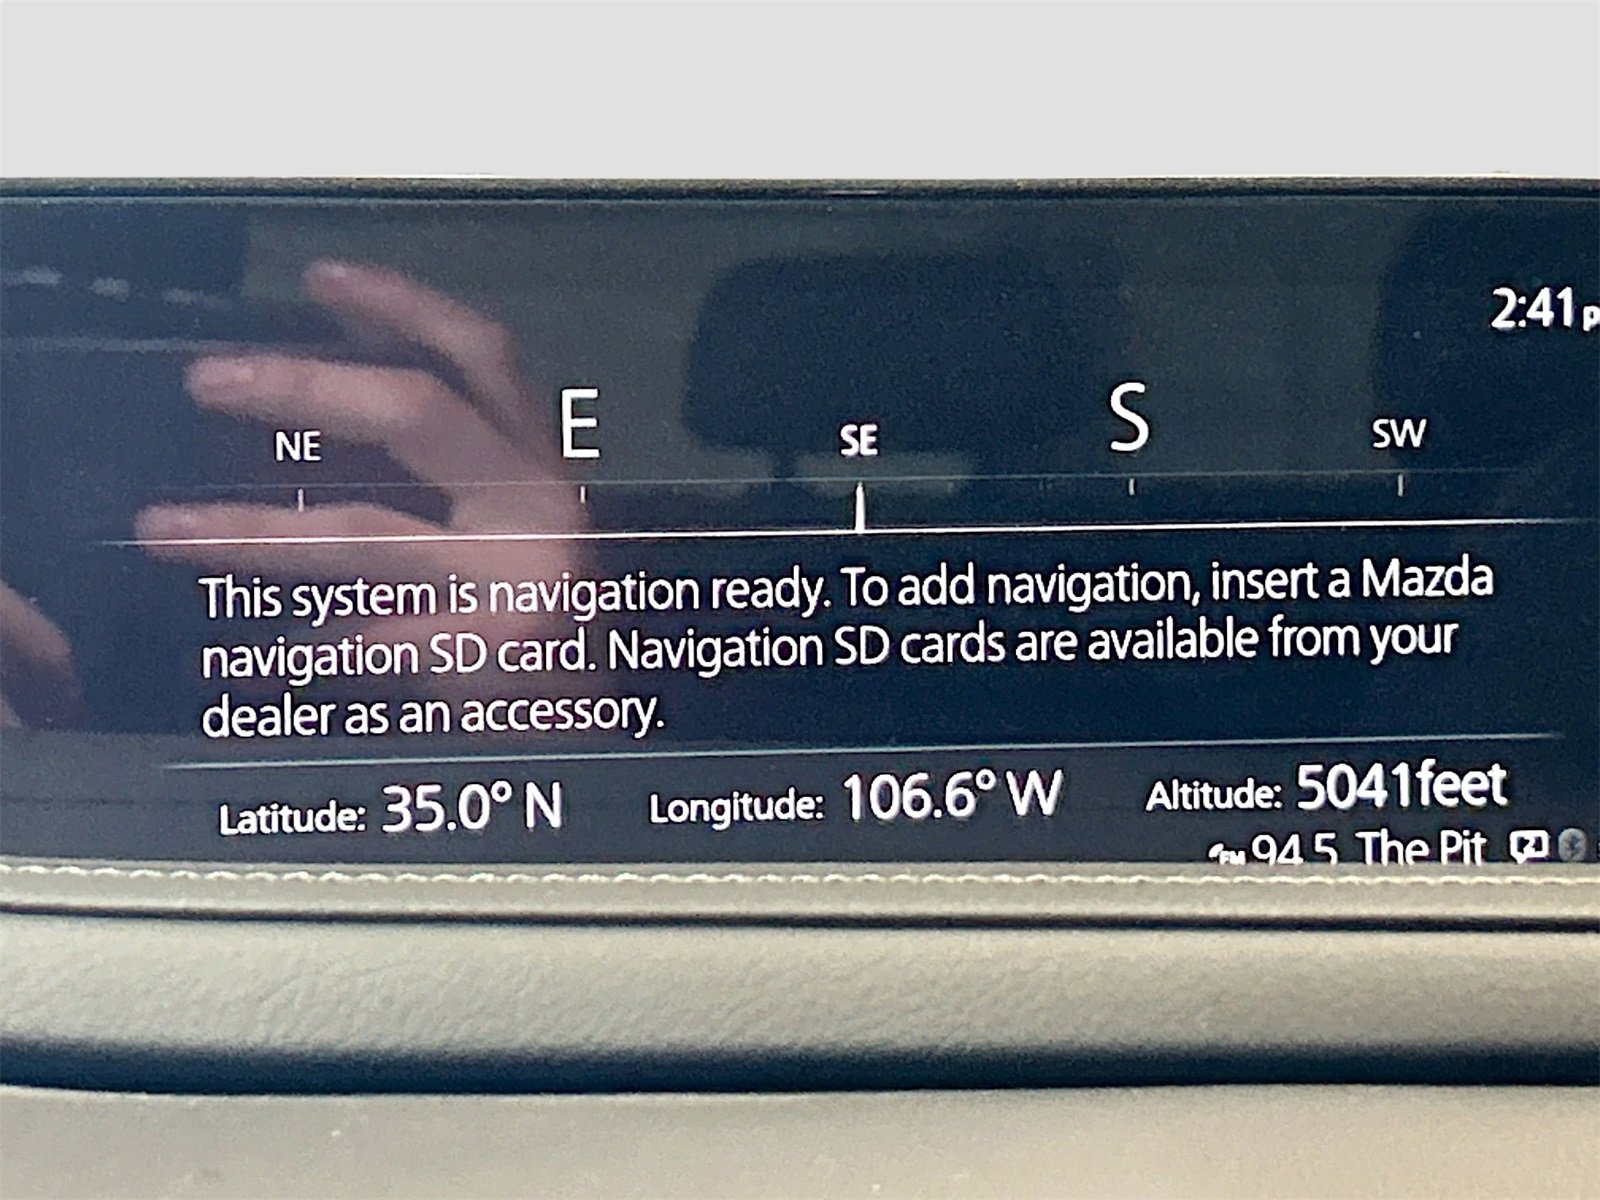 2:41
NE E SE S SW
This system is navigation ready. To add navigation, insert a Mazda
navigation SD card. Navigation SD cards are available from your
dealer as an accessory.
Latitude: 35.0° N Longitude: 106.6° W Altitude: 5041feet
FM 94.5 The Pit